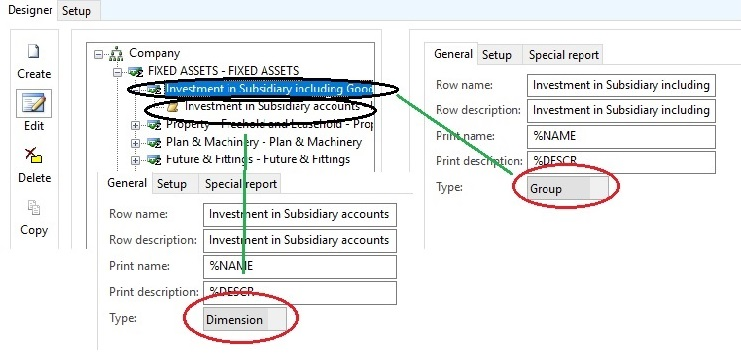 Designer Setup
Create
Edit
Delete
Copy
Company
FIXED ASSETS - FIXED ASSETS
Investment in Subsidiary including Good
Investment in Subsidiary accounts
Property - Freehold and Leasehold - Prop
Plan & Machinery - Plan & Machinery
Future & Fittings - Future & Fittings
General Setup Special report
Row name: Investment in Subsidiary accounts
Row description: Investment in Subsidiary accounts
Print name: %NAME
Print description: %DESCR
Type: Dimension
General Setup Special report
Row name: Investment in Subsidiary including
Row description: Investment in Subsidiary including
Print name: %NAME
Print description: %DESCR
Type: Group